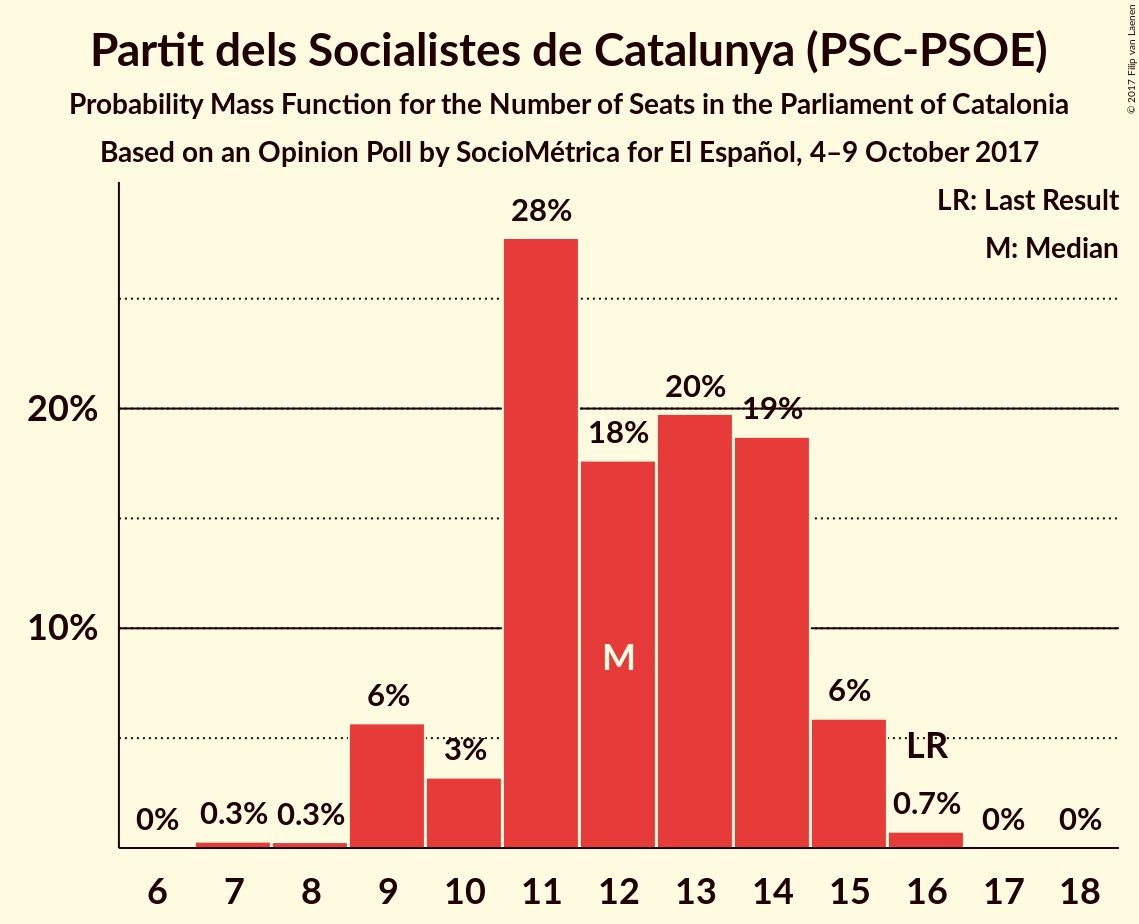 Partit dels Socialistes de Catalunya (PSC-PSOE)
Probability Mass Function for the Number of Seats in the Parliament of Catalonia
Based on an Opinion Poll by SocioMétrica for El Español, 4–9 October 2017
© 2017 Filip van Laenen
LR: Last Result
M: Median
28%
20%
20%
19%
18%
10%
M
6%
6%
3%
LR
0%
0.3%
0.3%
0.7%
0%
0%
6 7 8 9 10 11 12 13 14 15 16 17 18